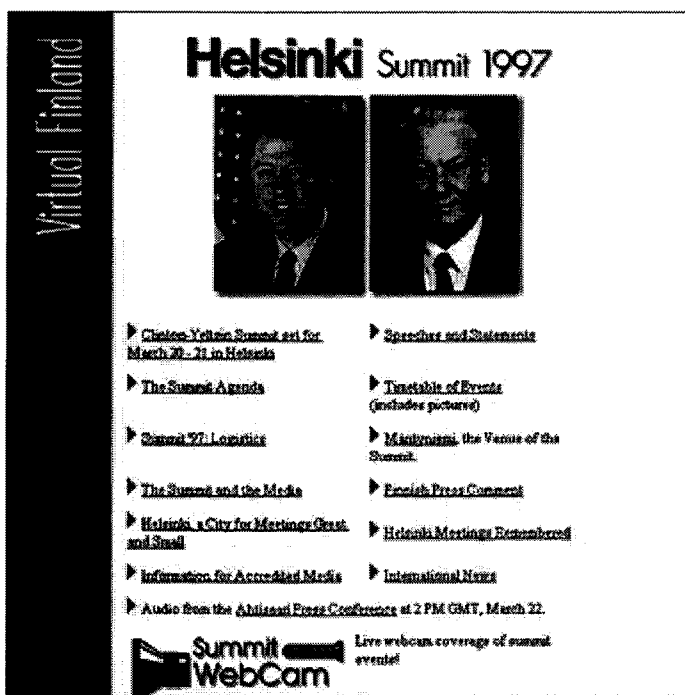 Virtual Finland
Helsinki Summit 1997
Clinton-Yeltsin Summit set for
March 20 - 21 in Helsinki
Speeches and Statements
The Summit Agenda
Timetable of Events
(includes pictures)
Summit '97: Logistics
Mäntyniemi, the Venue of the
Summit.
The Summit and the Media
Finnish Press Comment
Helsinki, a City for Meetings Great
and Small
Helsinki Meetings Remembered
Information for Accredited Media
International News
Audio from the Ahtisaari Press Conference at 2 PM GMT, March 22.
Summit
WebCam
Live webcam coverage of summit
events!